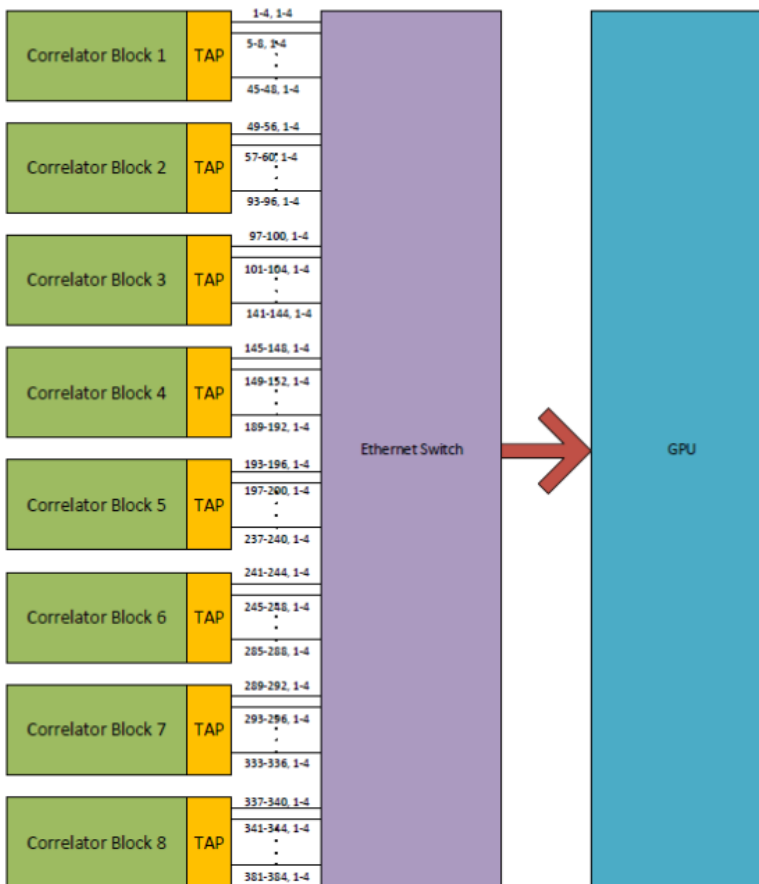 1-4, 1-4
Correlator Block 1
TAP
5-8, 1-4
45-48, 1-4
49-56, 1-4
Correlator Block 2
TAP
57-60, 1-4
93-96, 1-4
97-100, 1-4
Correlator Block 3
TAP
101-104, 1-4
141-144, 1-4
145-148, 1-4
Correlator Block 4
TAP
149-152, 1-4
189-192, 1-4
Ethernet Switch
GPU
193-196, 1-4
Correlator Block 5
TAP
197-200, 1-4
237-240, 1-4
241-244, 1-4
Correlator Block 6
TAP
245-248, 1-4
285-288, 1-4
289-292, 1-4
Correlator Block 7
TAP
293-296, 1-4
333-336, 1-4
337-340, 1-4
Correlator Block 8
TAP
341-344, 1-4
381-384, 1-4